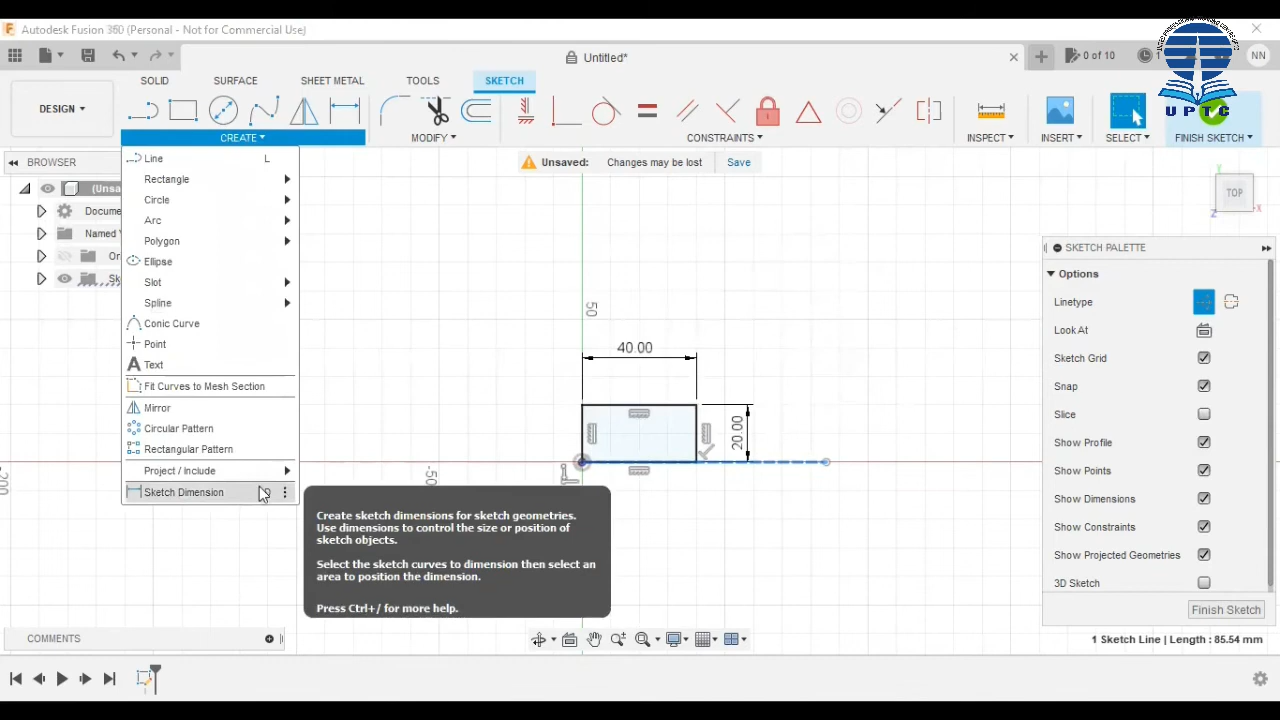 Autodesk Fusion 360 (Personal - Not for Commercial Use)
Untitled*
0 of 10
1
NN
UPTC
DESIGN
SOLID
SURFACE
SHEET METAL
TOOLS
SKETCH
CREATE
MODIFY
CONSTRAINTS
INSPECT
INSERT
SELECT
FINISH SKETCH
BROWSER
Unsaved:
Changes may be lost
Save
(Unsa
Docume
Named V
Or
Sk
Line
L
Rectangle
Circle
Arc
Polygon
Ellipse
Slot
Spline
Conic Curve
Point
Text
Fit Curves to Mesh Section
Mirror
Circular Pattern
Rectangular Pattern
Project / Include
Sketch Dimension
Create sketch dimensions for sketch geometries.
Use dimensions to control the size or position of
sketch objects.
Select the sketch curves to dimension then select an
area to position the dimension.
Press Ctrl+/ for more help.
50
40.00
20.00
-50
-200
TOP
Y
X
Z
SKETCH PALETTE
Options
Linetype
Look At
Sketch Grid
Snap
Slice
Show Profile
Show Points
Show Dimensions
Show Constraints
Show Projected Geometries
3D Sketch
Finish Sketch
COMMENTS
1 Sketch Line | Length : 85.54 mm